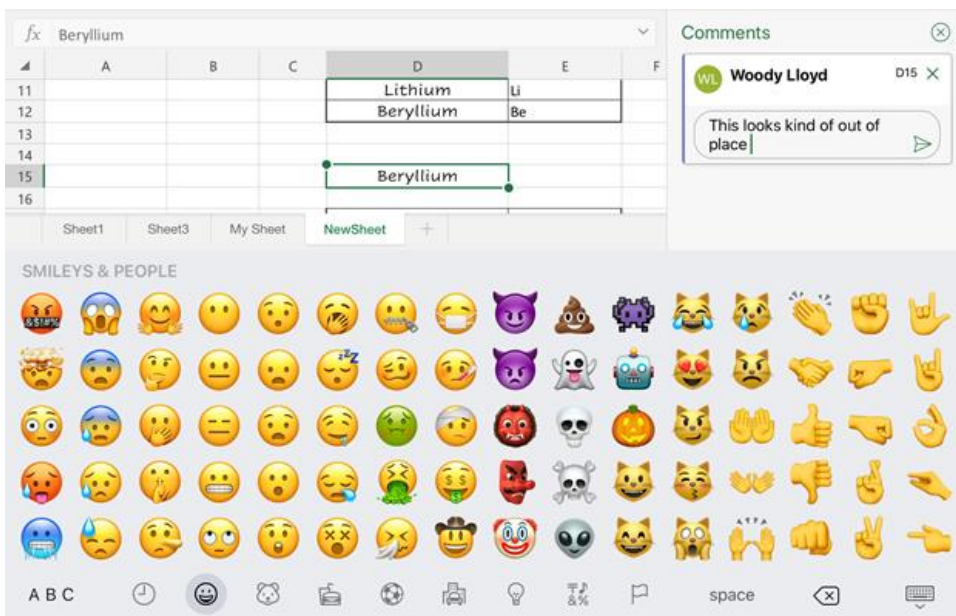 fx Beryllium
A B C D E F
11 Lithium Li
12 Beryllium Be
13
14
15 Beryllium
16
Sheet1 Sheet3 My Sheet NewSheet +
Comments
WL Woody Lloyd D15
This looks kind of out of
place
SMILEYS & PEOPLE
&$!#%
zzZ
$ $
ABC
&%
space